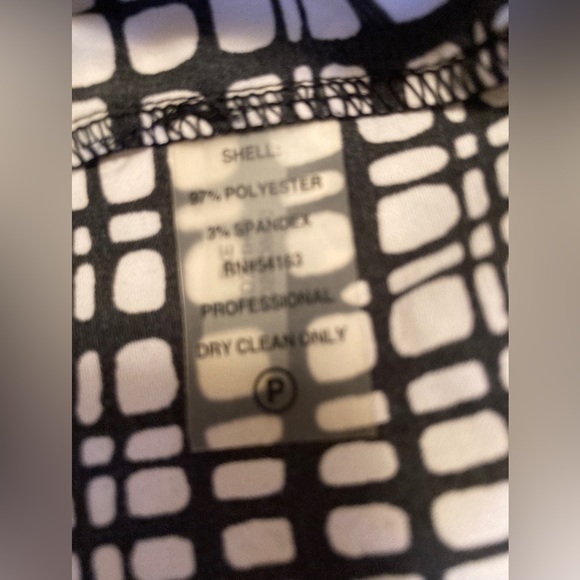 SHELL:
97% POLYESTER
3% SPANDEX
RN#54163
PROFESSIONAL
DRY CLEAN ONLY
P